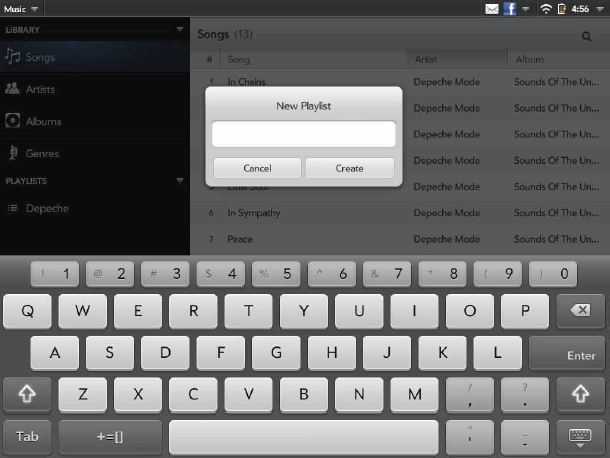 Music
4:56
LIBRARY
Songs
Artists
Albums
Genres
PLAYLISTS
Depeche
Songs (13)
# Song Artist Album
1 In Chains Depeche Mode Sounds Of The Un...
Depeche Mode Sounds Of The Un...
Depeche Mode Sounds Of The Un...
Depeche Mode Sounds Of The Un...
Depeche Mode Sounds Of The Un...
6 In Sympathy Depeche Mode Sounds Of The Un...
7 Peace Depeche Mode Sounds Of The Un...
New Playlist
Cancel Create
! 1 @ 2 # 3 $ 4 % 5 ^ 6 & 7 * 8 ( 9 ) 0
Q W E R T Y U I O P
A S D F G H J K L Enter
Z X C V B N M / , ? .
Tab +=[] " ' _ -